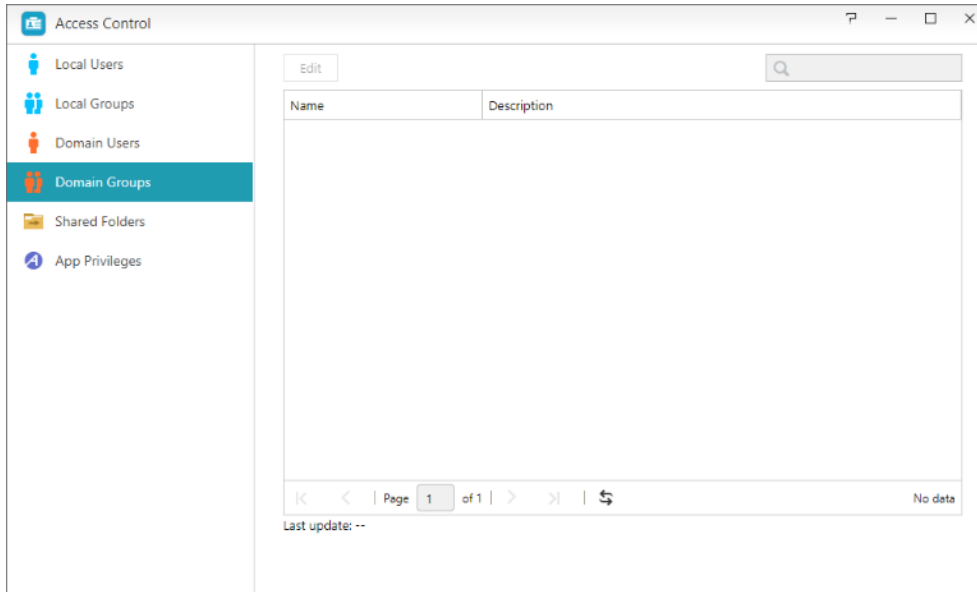 Access Control
Local Users
Local Groups
Domain Users
Domain Groups
Shared Folders
App Privileges
Edit
Name Description
Page 1 of 1 No data
Last update: --